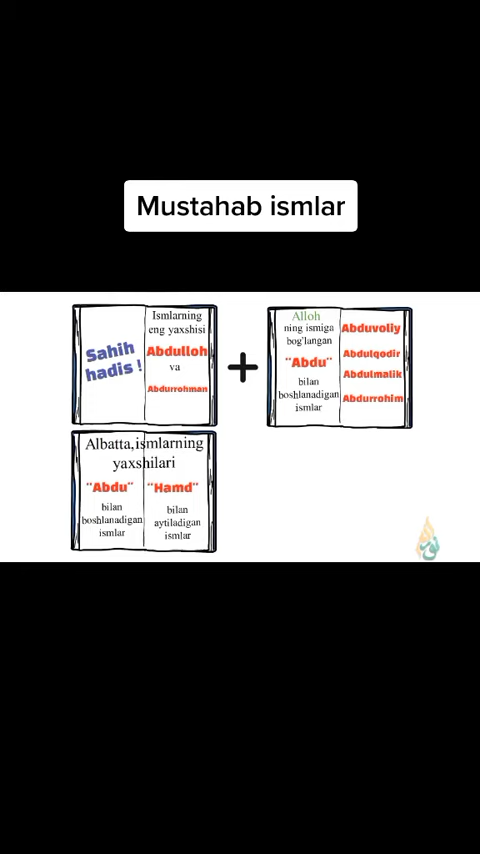 Mustahab ismlar
Sahih
hadis !
Ismlarning
eng yaxshisi
Abdulloh
va
Abdurrohman
+
Alloh
ning ismiga
bog'langan
"Abdu"
bilan
boshlanadigan
ismlar
Abduvoliy
Abdulqodir
Abdulmalik
Abdurrohim
Albatta,ismlarning
yaxshilari
"Abdu"
bilan
boshlanadigan
ismlar
"Hamd"
bilan
aytiladigan
ismlar